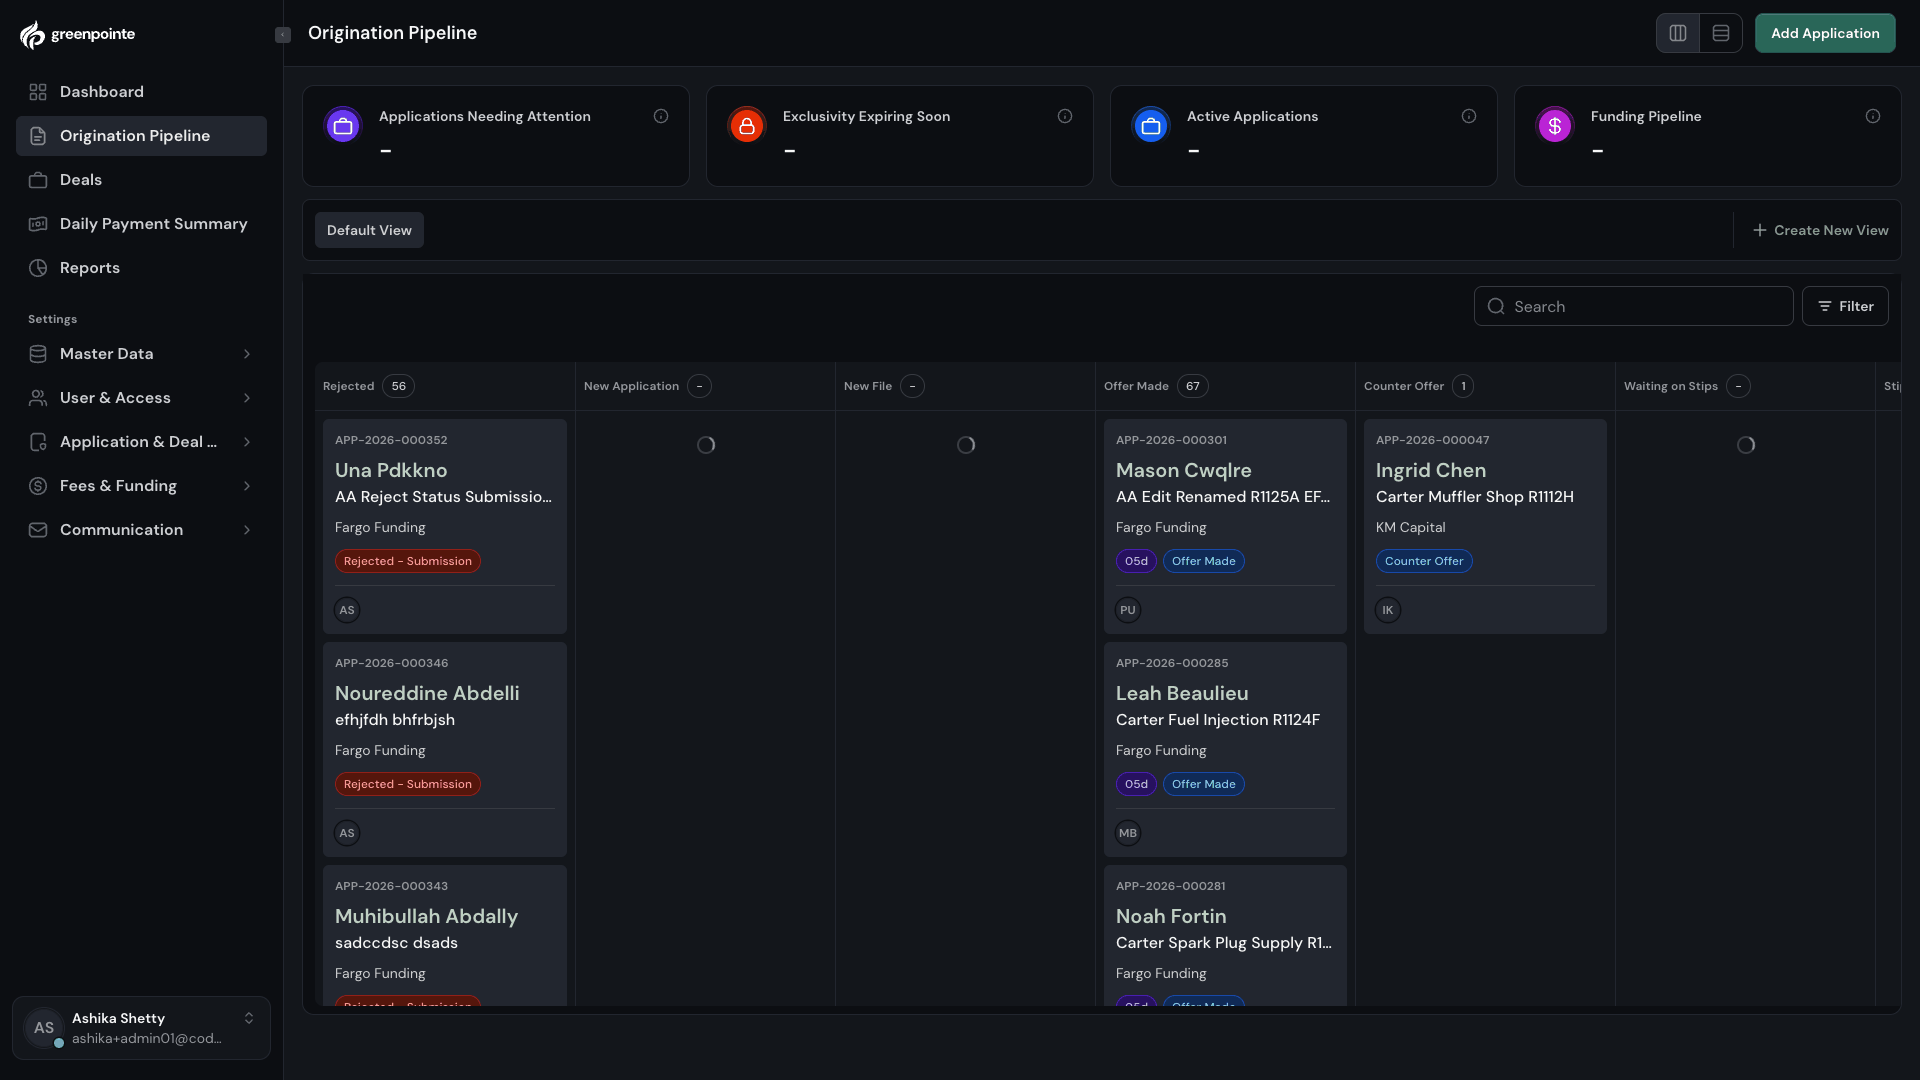 greenpointe
Dashboard
Origination Pipeline
Deals
Daily Payment Summary
Reports
Settings
Master Data
User & Access
Application & Deal ...
Fees & Funding
Communication
AS
Ashika Shetty
ashika+admin01@cod...
Origination Pipeline
Add Application
Applications Needing Attention
–
Exclusivity Expiring Soon
–
Active Applications
–
$
Funding Pipeline
–
Default View
Create New View
Search
Filter
Rejected 56
APP-2026-000352
Una Pdkkno
AA Reject Status Submissio...
Fargo Funding
Rejected - Submission
AS
APP-2026-000346
Noureddine Abdelli
efhjfdh bhfrbjsh
Fargo Funding
Rejected - Submission
AS
APP-2026-000343
Muhibullah Abdally
sadccdsc dsads
Fargo Funding
Rejected - Submission
New Application -
New File -
Offer Made 67
APP-2026-000301
Mason Cwqlre
AA Edit Renamed R1125A EF...
Fargo Funding
05d Offer Made
PU
APP-2026-000285
Leah Beaulieu
Carter Fuel Injection R1124F
Fargo Funding
05d Offer Made
MB
APP-2026-000281
Noah Fortin
Carter Spark Plug Supply R1...
Fargo Funding
05d Offer Made
Counter Offer 1
APP-2026-000047
Ingrid Chen
Carter Muffler Shop R1112H
KM Capital
Counter Offer
IK
Waiting on Stips -